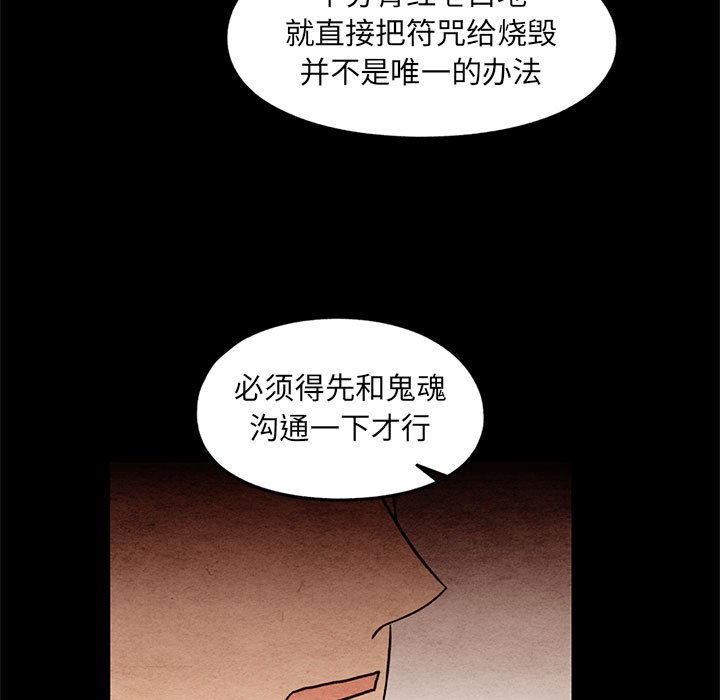 就直接把符咒给烧毁
并不是唯一的办法
必须得先和鬼魂
沟通一下才行